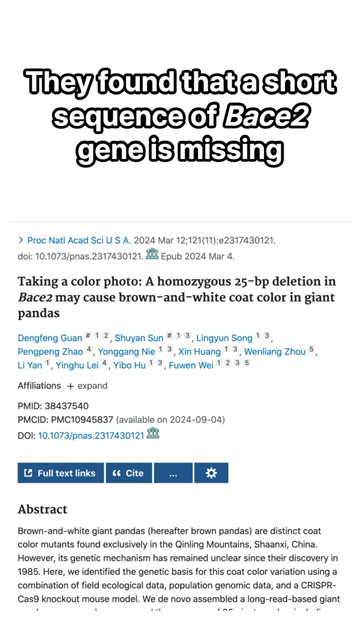 They found that a short
sequence of Bace2
gene is missing
> Proc Natl Acad Sci U S A. 2024 Mar 12;121(11):e2317430121.
doi: 10.1073/pnas.2317430121. Epub 2024 Mar 4.
Taking a color photo: A homozygous 25-bp deletion in
Bace2 may cause brown-and-white coat color in giant
pandas
Dengfeng Guan # 1 2, Shuyan Sun # 1 3, Lingyun Song 1 3,
Pengpeng Zhao 4, Yonggang Nie 1 3, Xin Huang 1 3, Wenliang Zhou 5,
Li Yan 1, Yinghu Lei 4, Yibo Hu 1 3, Fuwen Wei 1 2 3 5
Affiliations + expand
PMID: 38437540
PMCID: PMC10945837 (available on 2024-09-04)
DOI: 10.1073/pnas.2317430121
Full text links
Cite
...
Abstract
Brown-and-white giant pandas (hereafter brown pandas) are distinct coat
color mutants found exclusively in the Qinling Mountains, Shaanxi, China.
However, its genetic mechanism has remained unclear since their discovery in
1985. Here, we identified the genetic basis for this coat color variation using a
combination of field ecological data, population genomic data, and a CRISPR-
Cas9 knockout mouse model. We de novo assembled a long-read-based giant